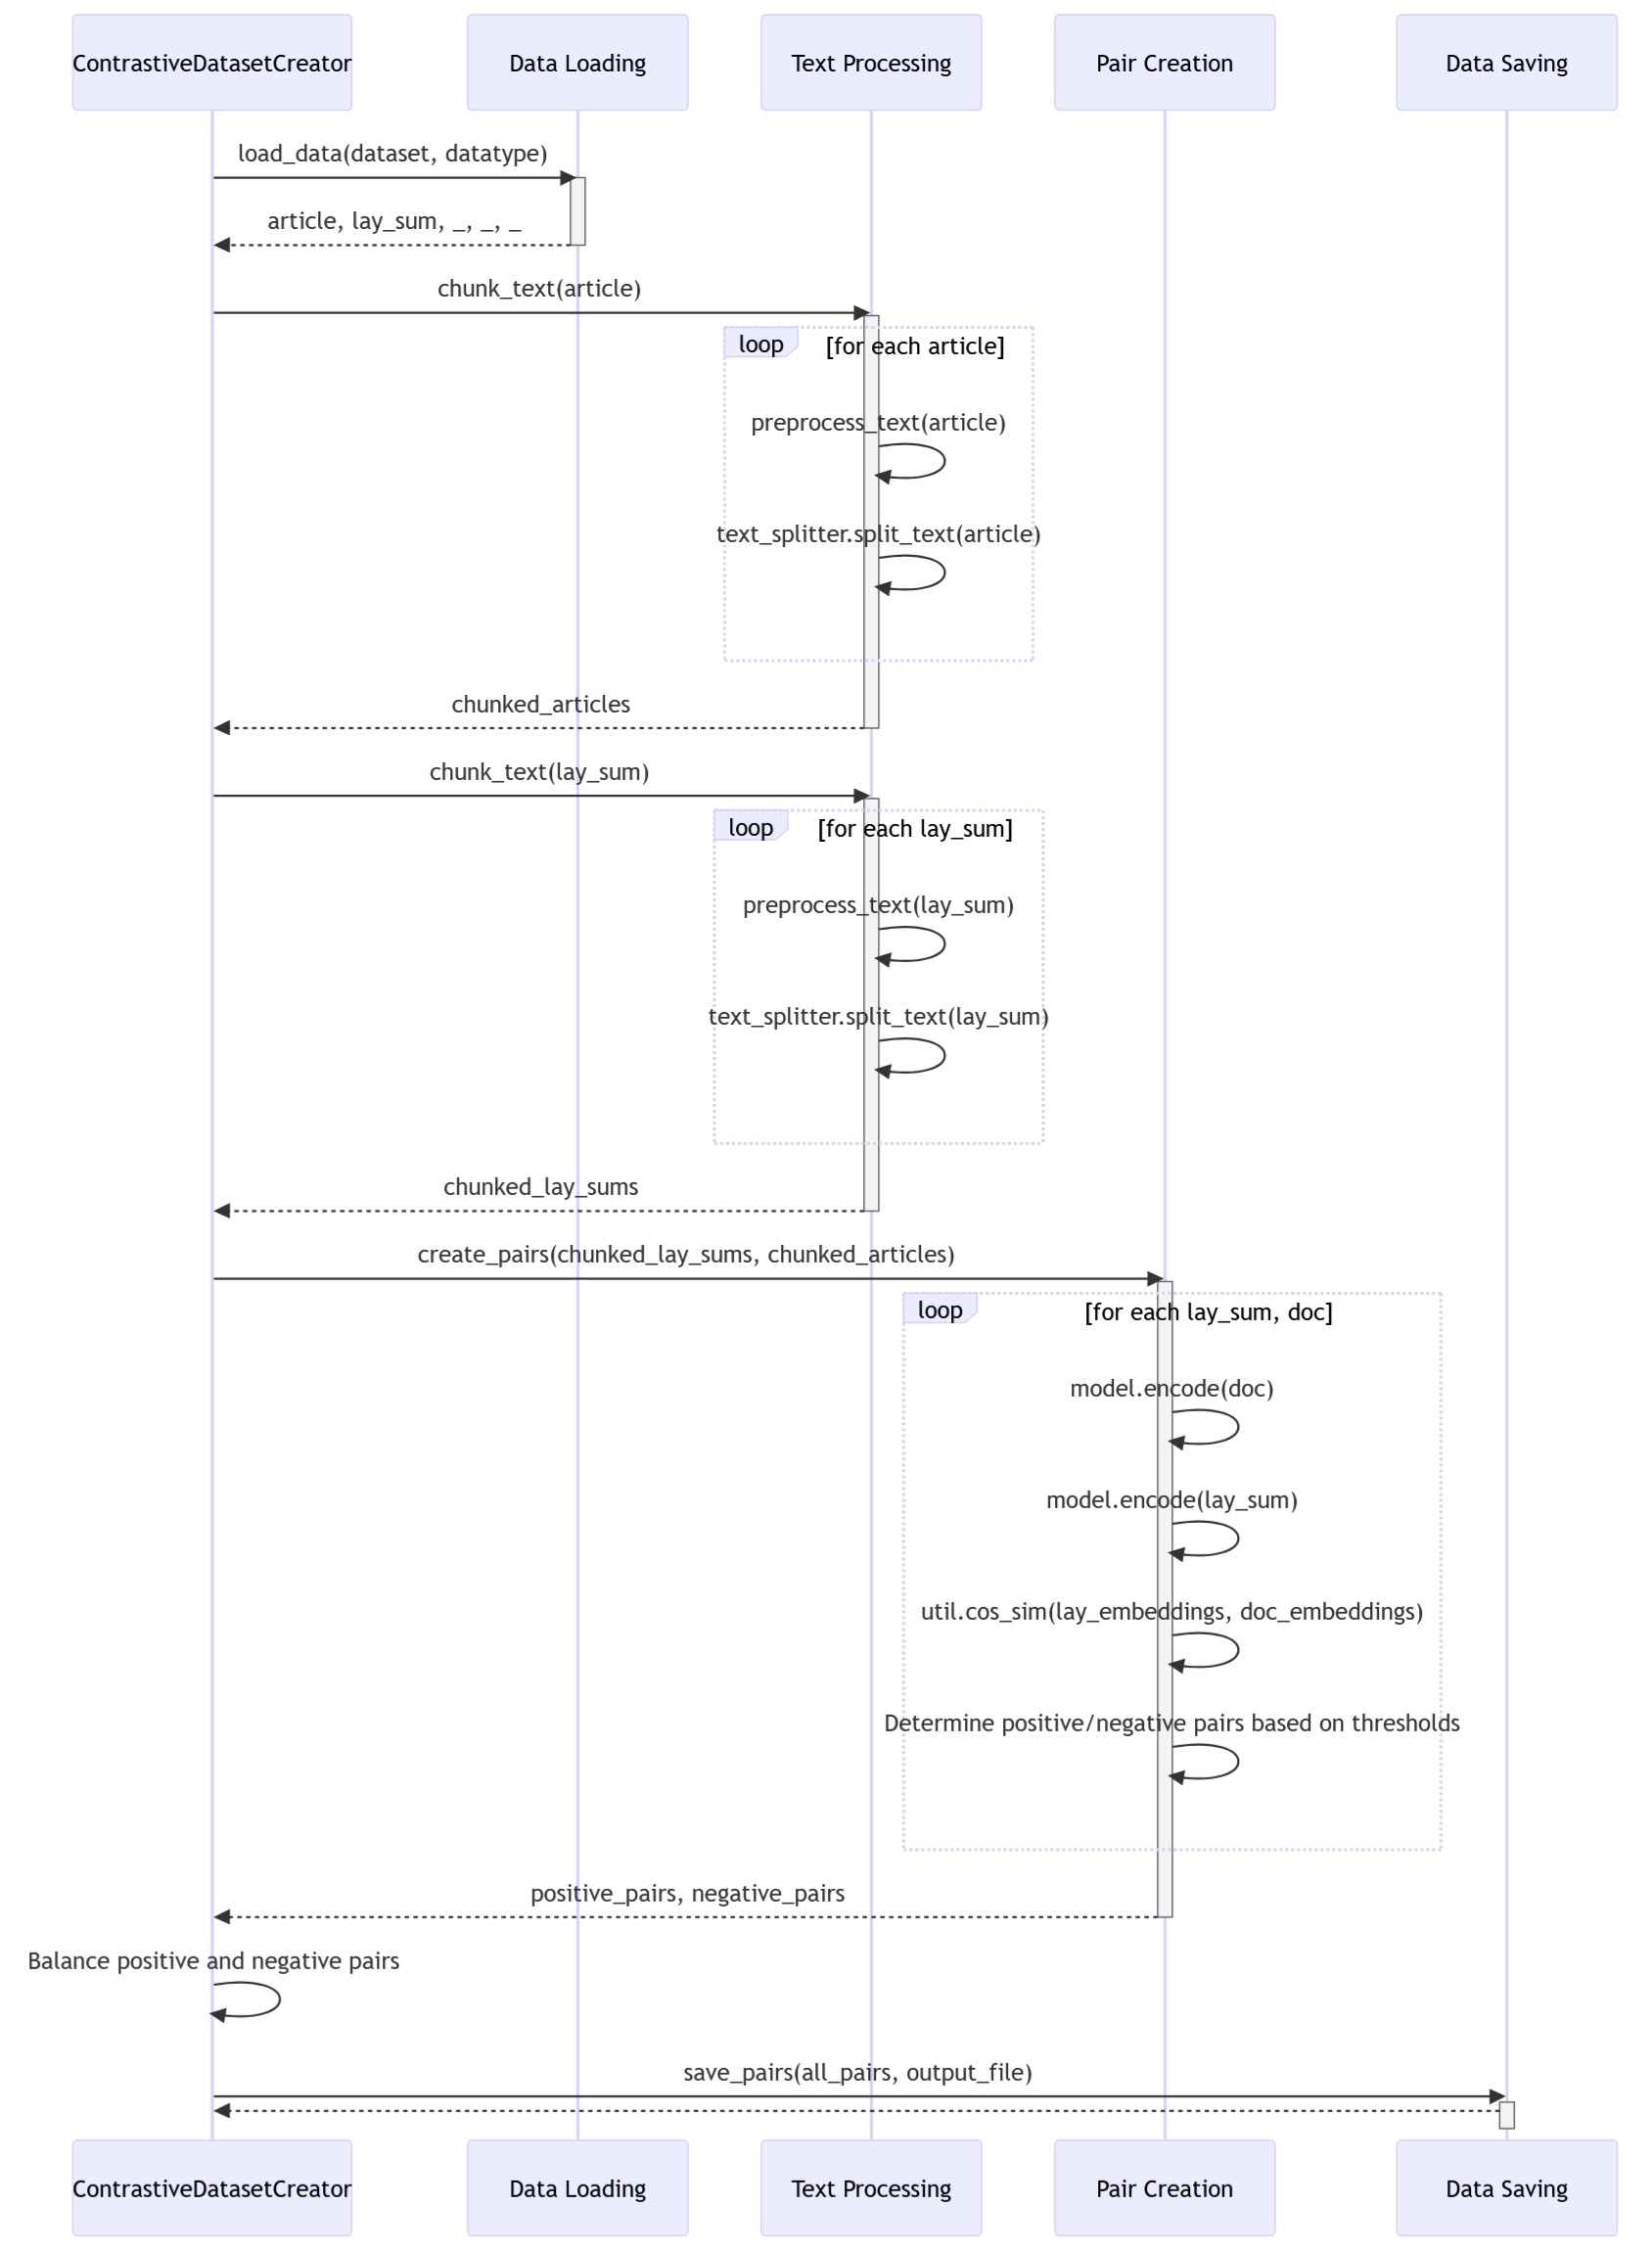 ContrastiveDatasetCreator
Data Loading
Text Processing
Pair Creation
Data Saving
load_data(dataset, datatype)
article, lay_sum, _, _, _
chunk_text(article)
loop
[for each article]
preprocess_text(article)
text_splitter.split_text(article)
chunked_articles
chunk_text(lay_sum)
loop
[for each lay_sum]
preprocess_text(lay_sum)
text_splitter.split_text(lay_sum)
chunked_lay_sums
create_pairs(chunked_lay_sums, chunked_articles)
loop
[for each lay_sum, doc]
model.encode(doc)
model.encode(lay_sum)
util.cos_sim(lay_embeddings, doc_embeddings)
Determine positive/negative pairs based on thresholds
positive_pairs, negative_pairs
Balance positive and negative pairs
save_pairs(all_pairs, output_file)
ContrastiveDatasetCreator
Data Loading
Text Processing
Pair Creation
Data Saving